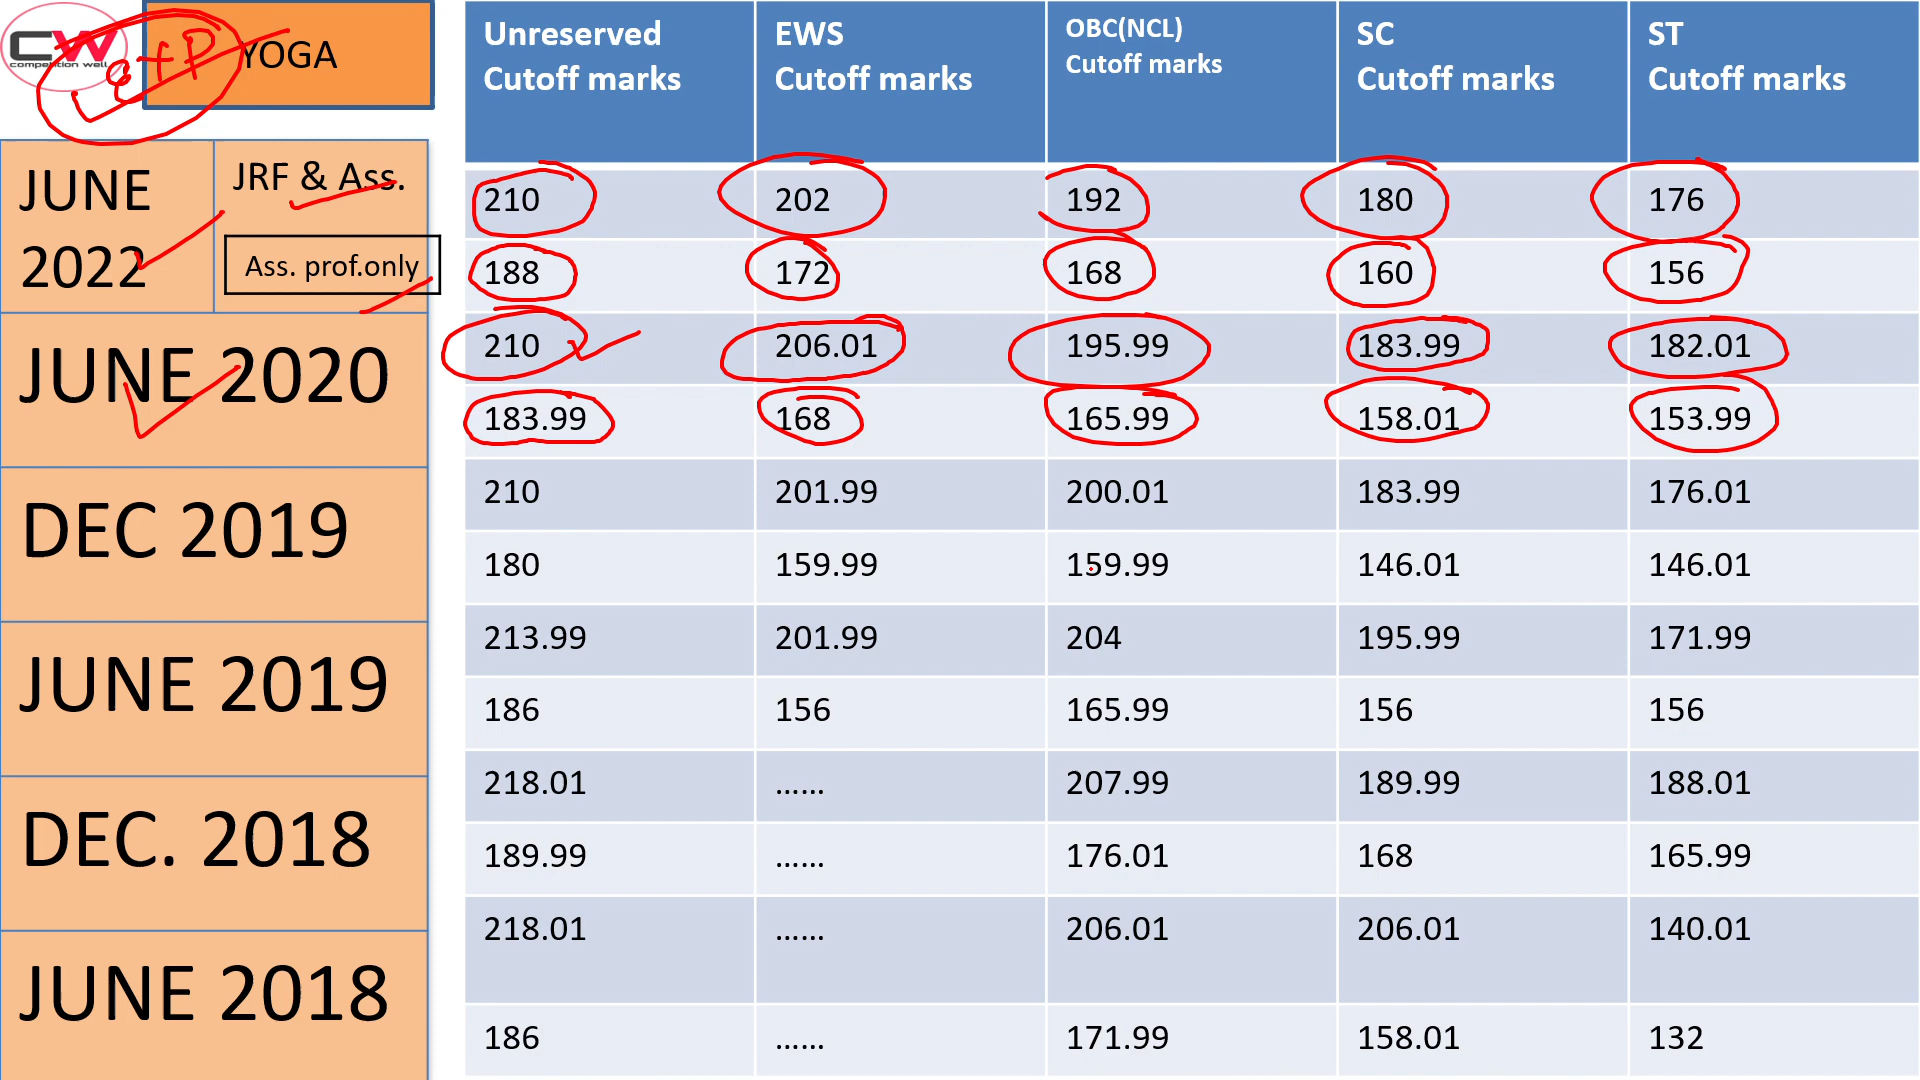 CW
competition well
e+P
YOGA
Unreserved
Cutoff marks
EWS
Cutoff marks
OBC(NCL)
Cutoff marks
SC
Cutoff marks
ST
Cutoff marks
JUNE
2022
JRF & Ass.
Ass. prof.only
210 202 192 180 176
188 172 168 160 156
JUNE 2020
210 206.01 195.99 183.99 182.01
183.99 168 165.99 158.01 153.99
DEC 2019
210 201.99 200.01 183.99 176.01
180 159.99 159.99 146.01 146.01
JUNE 2019
213.99 201.99 204 195.99 171.99
186 156 165.99 156 156
DEC. 2018
218.01 ...... 207.99 189.99 188.01
189.99 ...... 176.01 168 165.99
JUNE 2018
218.01 ...... 206.01 206.01 140.01
186 ...... 171.99 158.01 132